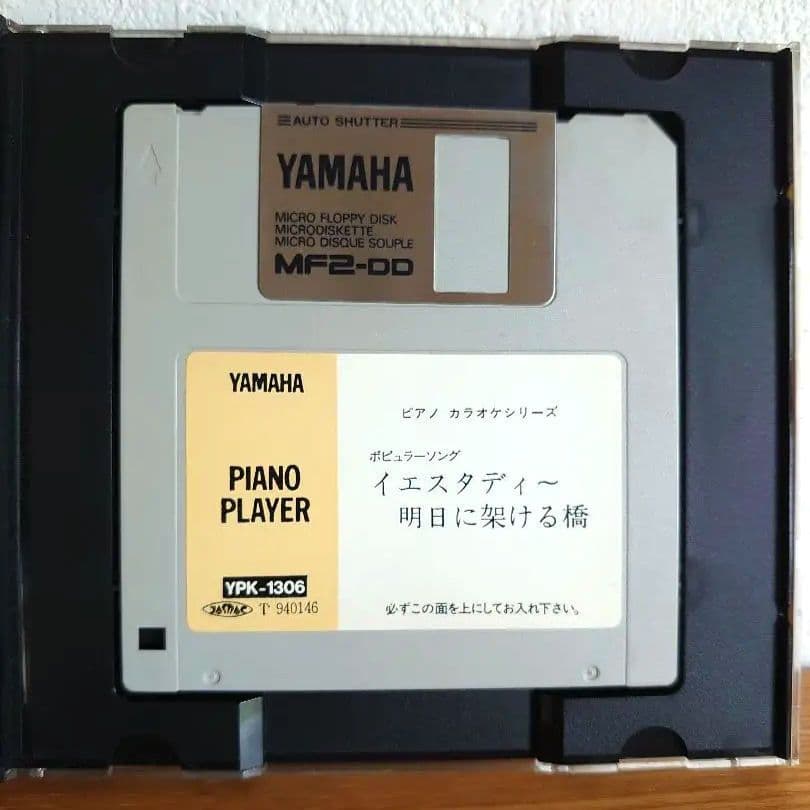 AUTO SHUTTER
YAMAHA
MICRO FLOPPY DISK
MICRODISKETTE
MICRO DISQUE SOUPLE
MF2-DD
YAMAHA
PIANO
PLAYER
YPK-1306
JASRAC T 940146
ピアノ カラオケシリーズ
ポピュラーソング
イエスタディ〜
明日に架ける橋
必ずこの面を上にしてお入れ下さい。